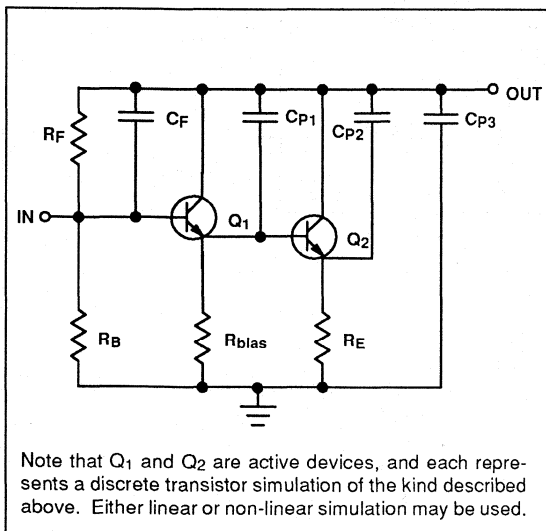 OUT
RF
CF
CP1
CP2
CP3
IN
Q1
Q2
RB
Rbias
RE
Note that Q1 and Q2 are active devices, and each repre-
sents a discrete transistor simulation of the kind described
above. Either linear or non-linear simulation may be used.